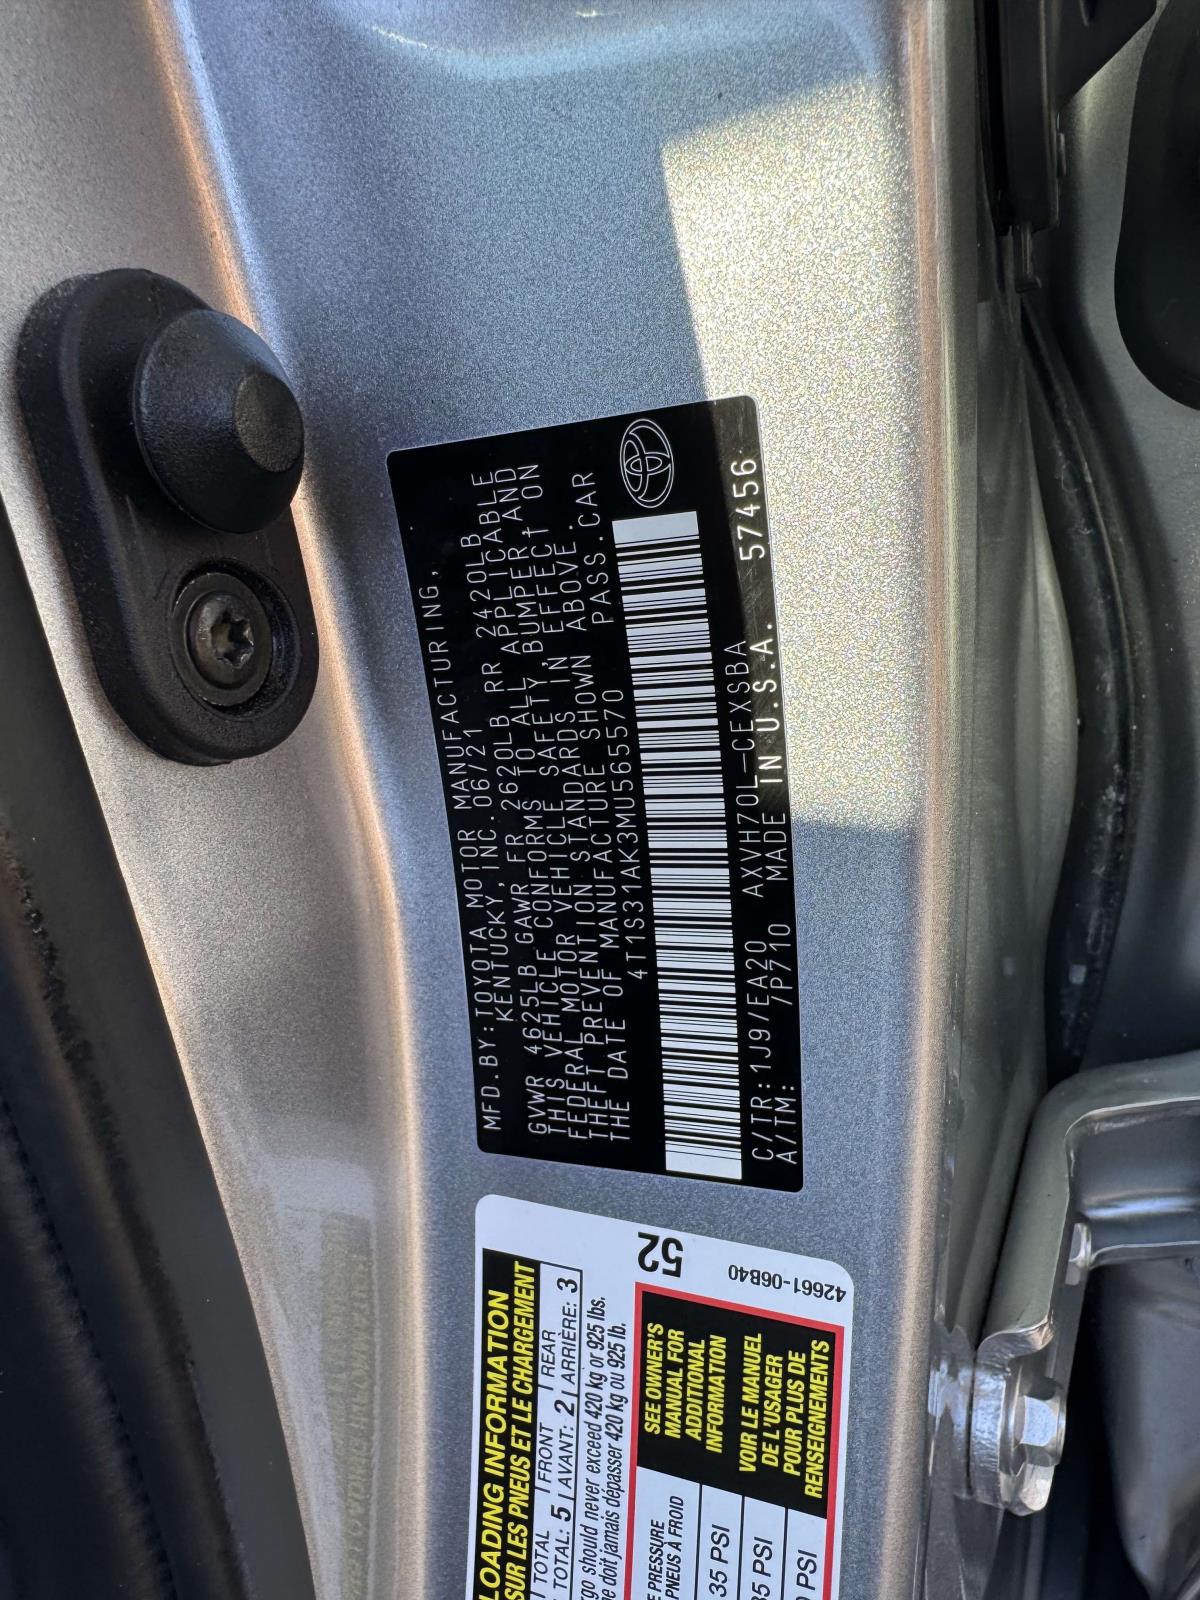 MFD.BY:TOYOTA MOTOR MANUFACTURING,
KENTUCKY, INC. 06/21
GVWR 4625LB GAWR FR 2620LB RR 2420LB
THIS VEHICLE CONFORMS TO ALL APPLICABLE
FEDERAL MOTOR VEHICLE SAFETY, BUMPER, AND
THEFT PREVENTION STANDARDS IN EFFECT ON
THE DATE OF MANUFACTURE SHOWN ABOVE.
4T1S31AK3MU565570 PASS.CAR
C/TR:1J9/EA20 AXVH70L-CEXSBA
A/TM: /P710 MADE IN U.S.A. 57456
LOADING INFORMATION
SUR LES PNEUS ET LE CHARGEMENT
TOTAL FRONT REAR
TOTAL: 5 AVANT: 2 ARRIÈRE: 3
should never exceed 420 kg or 925 lbs.
ne doit jamais dépasser 420 kg ou 925 lb.
52
42661-06B40
PRESSURE
PNEUS À FROID
35 PSI
35 PSI
PSI
SEE OWNER'S
MANUAL FOR
ADDITIONAL
INFORMATION
VOIR LE MANUEL
DE L'USAGER
POUR PLUS DE
RENSEIGNEMENTS